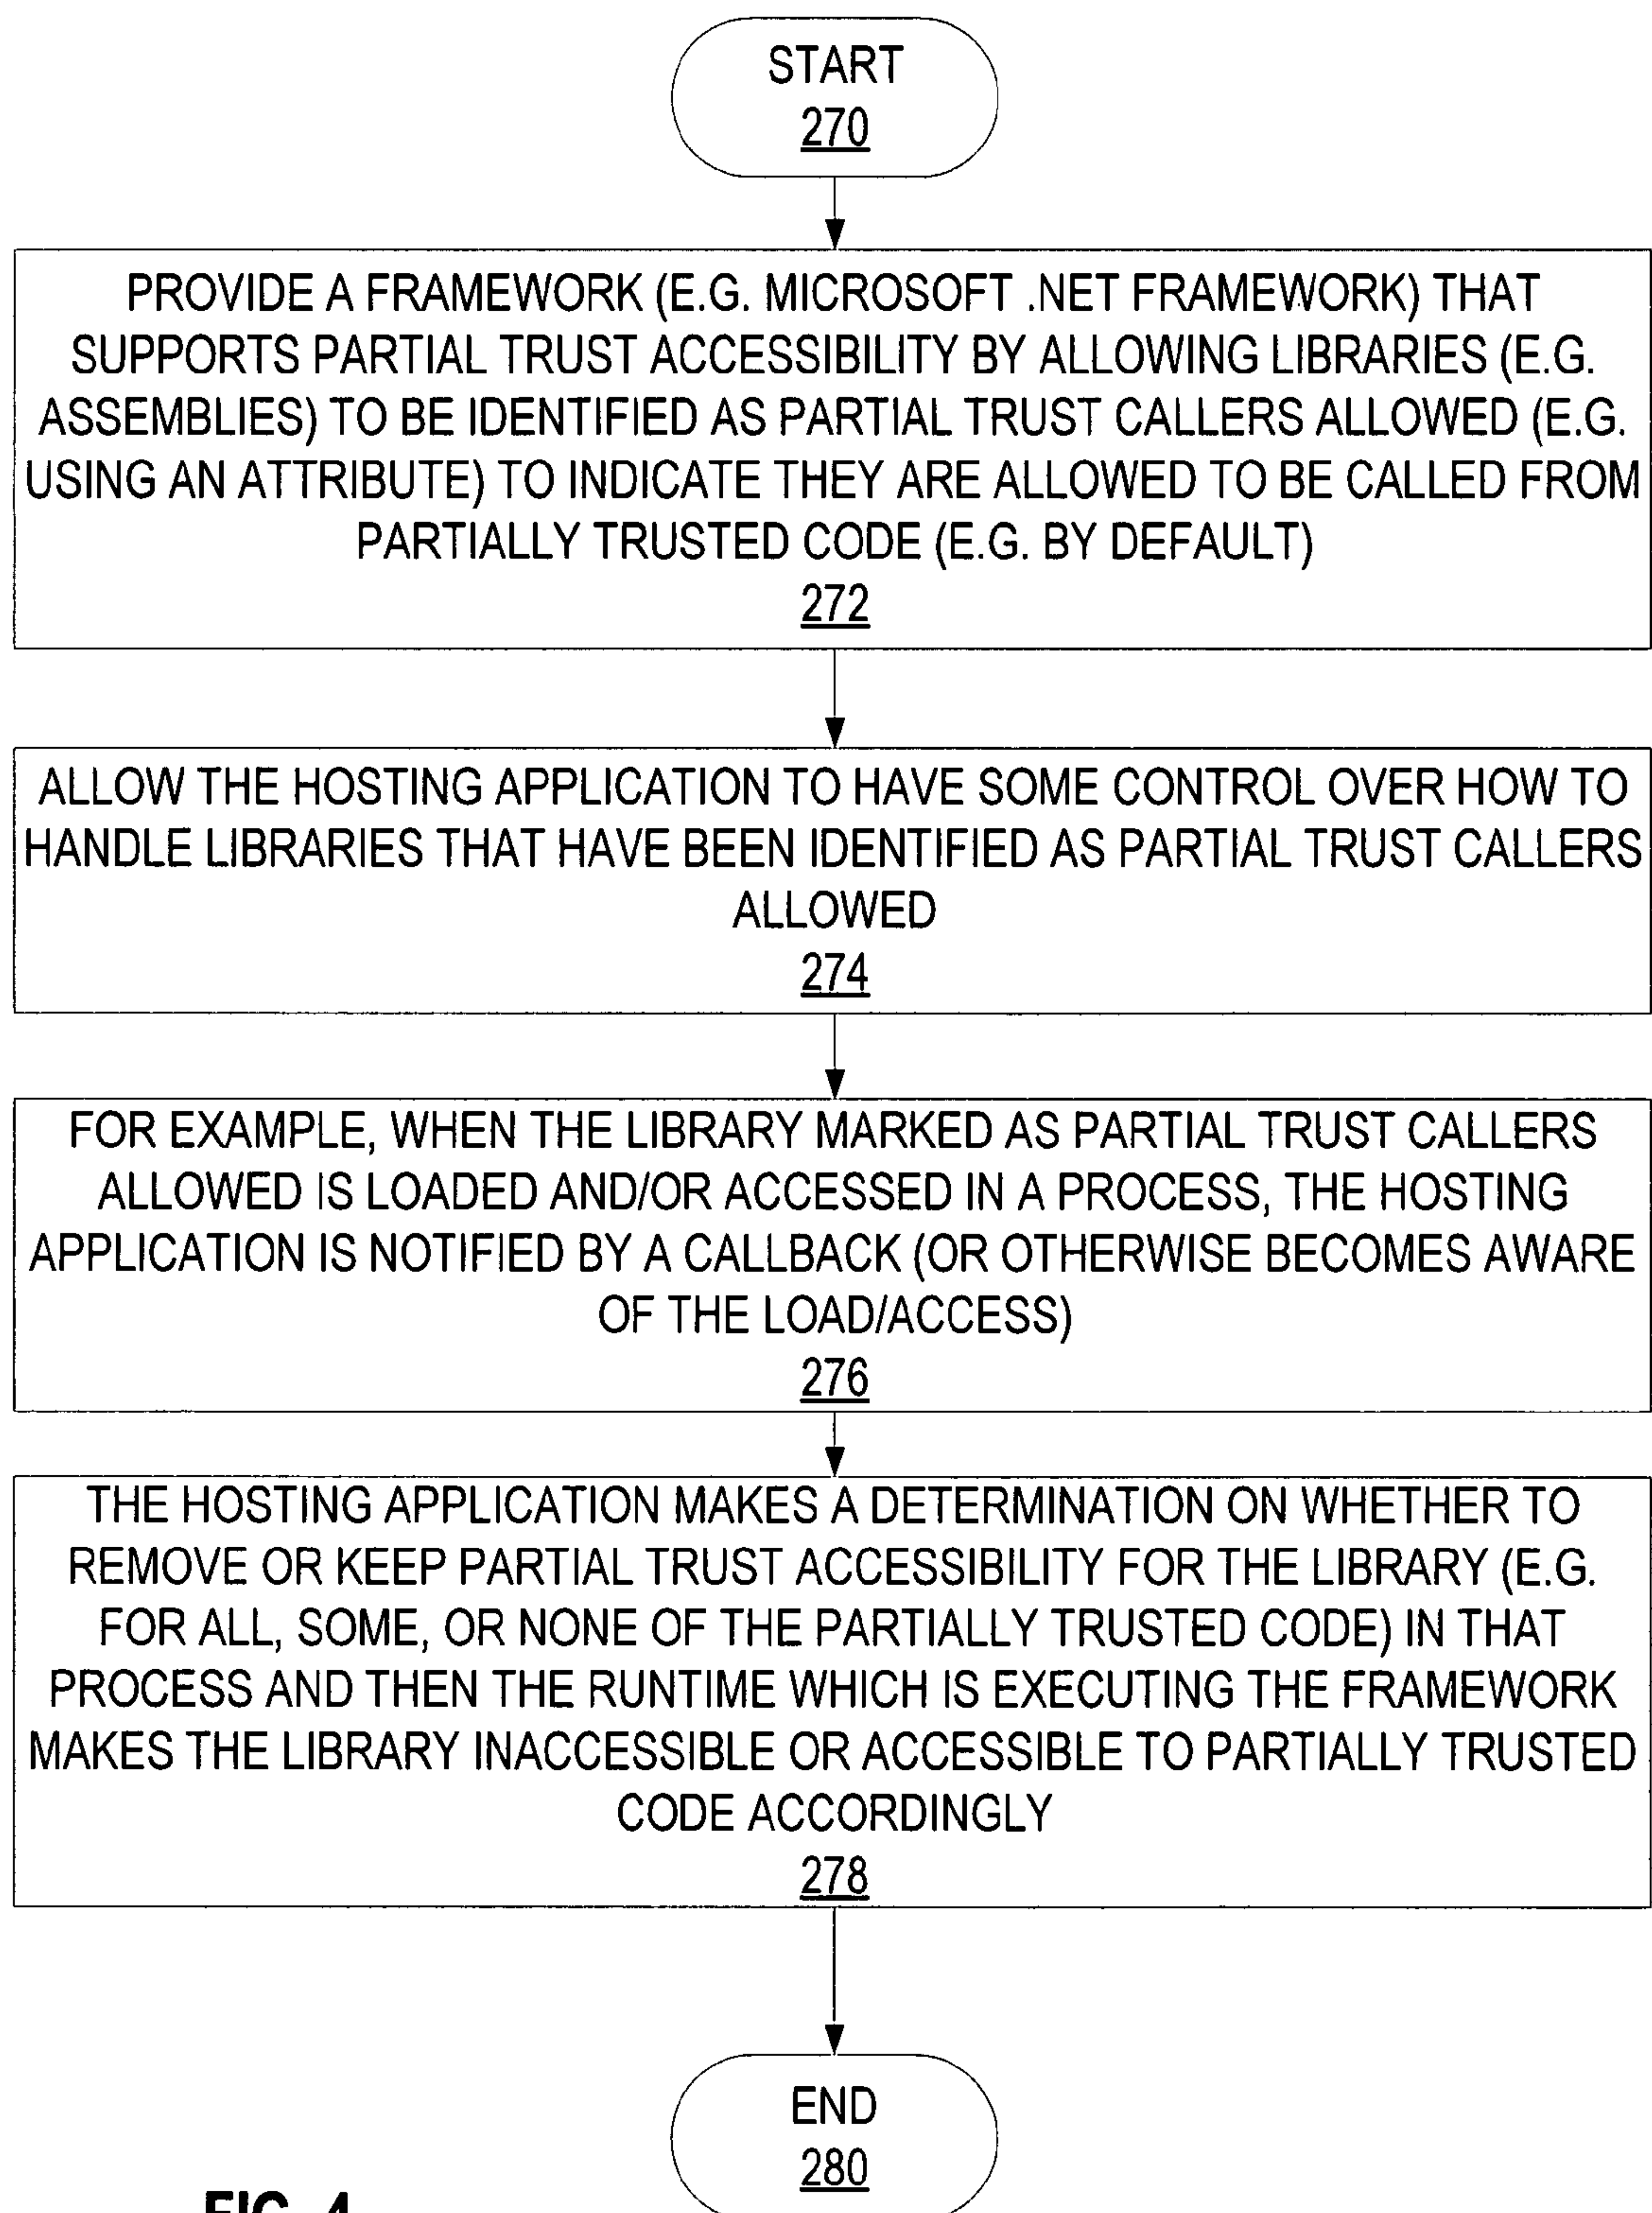 START
270
PROVIDE A FRAMEWORK (E.G. MICROSOFT .NET FRAMEWORK) THAT
SUPPORTS PARTIAL TRUST ACCESSIBILITY BY ALLOWING LIBRARIES (E.G.
ASSEMBLIES) TO BE IDENTIFIED AS PARTIAL TRUST CALLERS ALLOWED (E.G.
USING AN ATTRIBUTE) TO INDICATE THEY ARE ALLOWED TO BE CALLED FROM
PARTIALLY TRUSTED CODE (E.G. BY DEFAULT)
272
ALLOW THE HOSTING APPLICATION TO HAVE SOME CONTROL OVER HOW TO
HANDLE LIBRARIES THAT HAVE BEEN IDENTIFIED AS PARTIAL TRUST CALLERS
ALLOWED
274
FOR EXAMPLE, WHEN THE LIBRARY MARKED AS PARTIAL TRUST CALLERS
ALLOWED IS LOADED AND/OR ACCESSED IN A PROCESS, THE HOSTING
APPLICATION IS NOTIFIED BY A CALLBACK (OR OTHERWISE BECOMES AWARE
OF THE LOAD/ACCESS)
276
THE HOSTING APPLICATION MAKES A DETERMINATION ON WHETHER TO
REMOVE OR KEEP PARTIAL TRUST ACCESSIBILITY FOR THE LIBRARY (E.G.
FOR ALL, SOME, OR NONE OF THE PARTIALLY TRUSTED CODE) IN THAT
PROCESS AND THEN THE RUNTIME WHICH IS EXECUTING THE FRAMEWORK
MAKES THE LIBRARY INACCESSIBLE OR ACCESSIBLE TO PARTIALLY TRUSTED
CODE ACCORDINGLY
278
END
280
FIG. 4